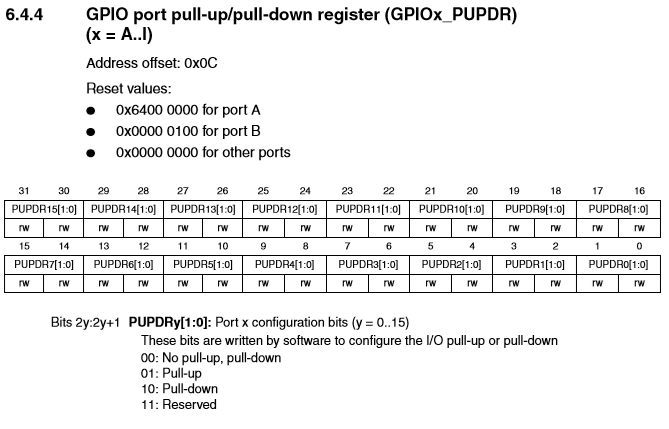 6.4.4 GPIO port pull-up/pull-down register (GPIOx_PUPDR)
(x = A..I)
Address offset: 0x0C
Reset values:
● 0x6400 0000 for port A
● 0x0000 0100 for port B
● 0x0000 0000 for other ports
31 30 29 28 27 26 25 24 23 22 21 20 19 18 17 16
PUPDR15[1:0] PUPDR14[1:0] PUPDR13[1:0] PUPDR12[1:0] PUPDR11[1:0] PUPDR10[1:0] PUPDR9[1:0] PUPDR8[1:0]
rw rw rw rw rw rw rw rw rw rw rw rw rw rw rw rw
15 14 13 12 11 10 9 8 7 6 5 4 3 2 1 0
PUPDR7[1:0] PUPDR6[1:0] PUPDR5[1:0] PUPDR4[1:0] PUPDR3[1:0] PUPDR2[1:0] PUPDR1[1:0] PUPDR0[1:0]
rw rw rw rw rw rw rw rw rw rw rw rw rw rw rw rw
Bits 2y:2y+1 PUPDRy[1:0]: Port x configuration bits (y = 0..15)
These bits are written by software to configure the I/O pull-up or pull-down
00: No pull-up, pull-down
01: Pull-up
10: Pull-down
11: Reserved